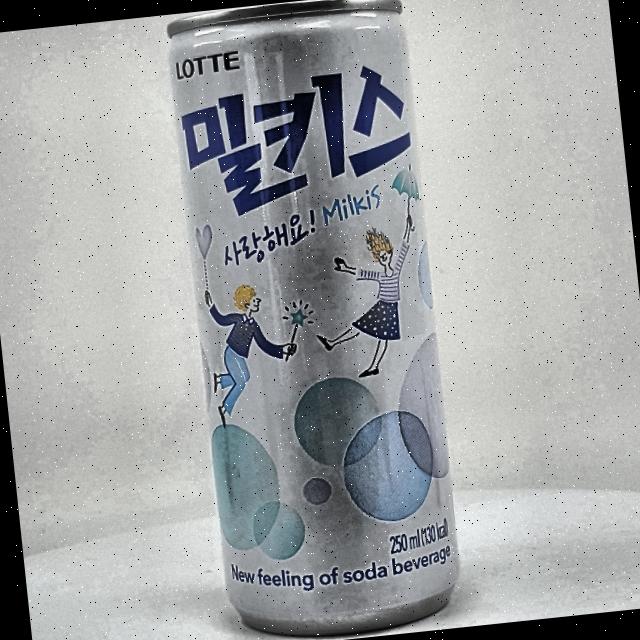 LOTTE
밀키스
사랑해요! Milkis
250 ml (130 kcal)
New feeling of soda beverage